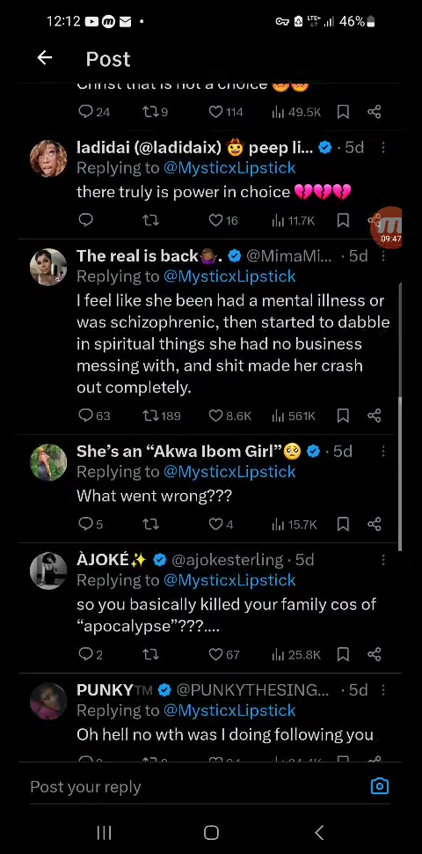 12:12 46%
Post
Christ that is not a choice 😡😡
24 9 114 49.5K
ladidai (@ladidaix) 🤠 peep li... · 5d
Replying to @MysticxLipstick
there truly is power in choice 💔💔💔
16 11.7K
09:47
The real is back🤷🏾‍♀️. @MimaMi... · 5d
Replying to @MysticxLipstick
I feel like she been had a mental illness or
was schizophrenic, then started to dabble
in spiritual things she had no business
messing with, and shit made her crash
out completely.
63 189 8.6K 561K
She's an “Akwa Ibom Girl”🥺 · 5d
Replying to @MysticxLipstick
What went wrong???
5 4 15.7K
ÀJOKÉ✨ @ajokesterling · 5d
Replying to @MysticxLipstick
so you basically killed your family cos of
“apocalypse”???....
2 67 25.8K
PUNKY™ @PUNKYTHESING... · 5d
Replying to @MysticxLipstick
Oh hell no wth was I doing following you
Post your reply